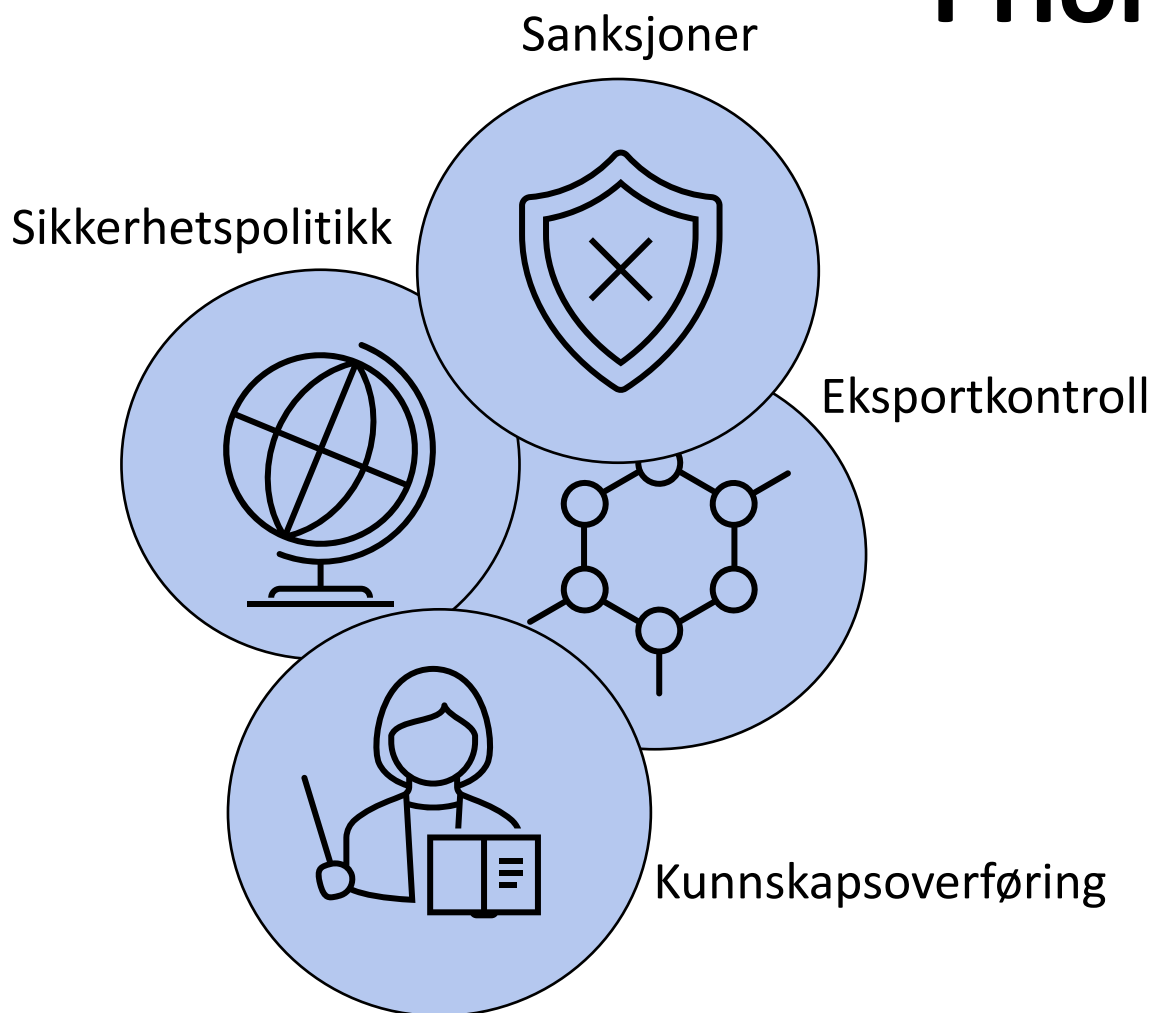 Sanksjoner
Sikkerhetspolitikk
Eksportkontroll
Kunnskapsoverføring